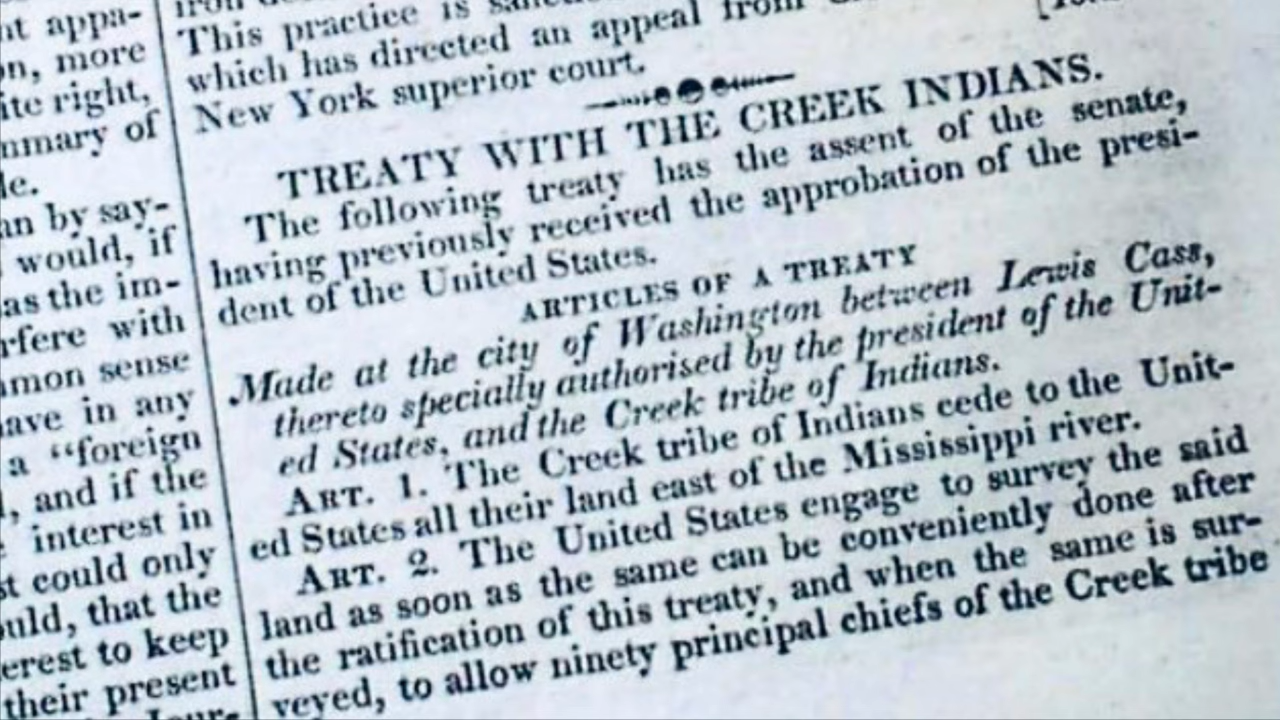 nt appa-
on, more
ite right,
mmary of
le.
an by say-
would, if
as the im-
rfere with
mmon sense
ave in any
a "foreign
l, and if the
interest in
st could only
ould, that the
erest to keep
their present
This practice is
which has directed an appeal from
New York superior court.
TREATY WITH THE CREEK INDIANS.
The following treaty has the assent of the senate,
having previously received the approbation of the presi-
dent of the United States.
ARTICLES OF A TREATY
Made at the city of Washington between Lewis Cass,
thereto specially authorised by the president of the Unit-
ed States, and the Creek tribe of Indians.
ART. 1. The Creek tribe of Indians cede to the Unit-
ed States all their land east of the Mississippi river.
ART. 2. The United States engage to survey the said
land as soon as the same can be conveniently done after
the ratification of this treaty, and when the same is sur-
veyed, to allow ninety principal chiefs of the Creek tribe